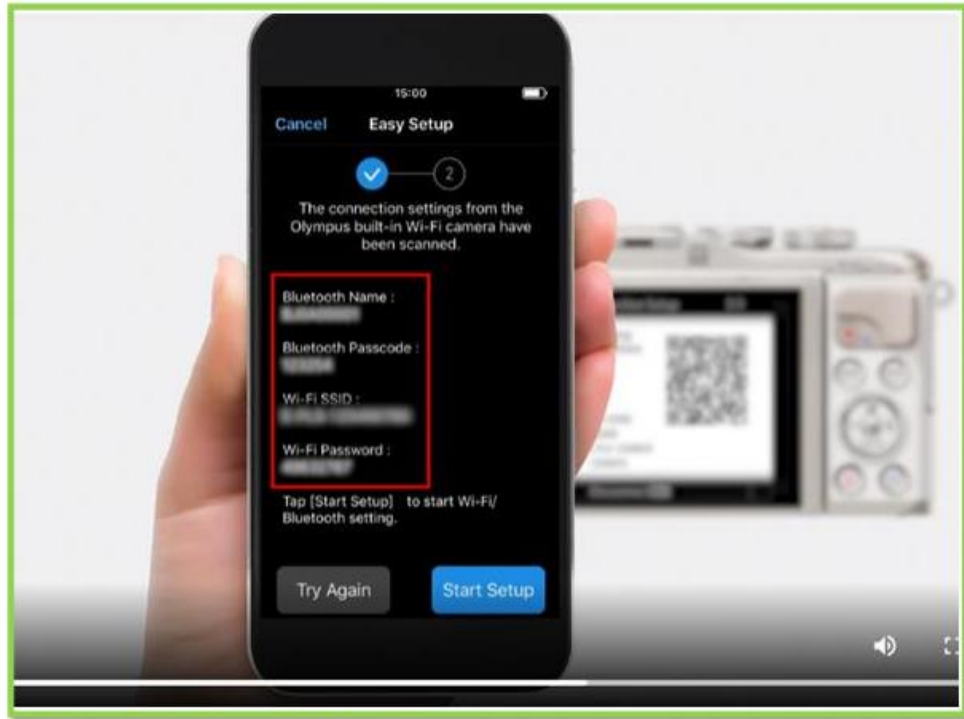 15:00
Cancel Easy Setup
2
The connection settings from the
Olympus built-in Wi-Fi camera have
been scanned.
Bluetooth Name :
Bluetooth Passcode :
Wi-Fi SSID :
Wi-Fi Password :
Tap [Start Setup] to start Wi-Fi/
Bluetooth setting.
Try Again Start Setup